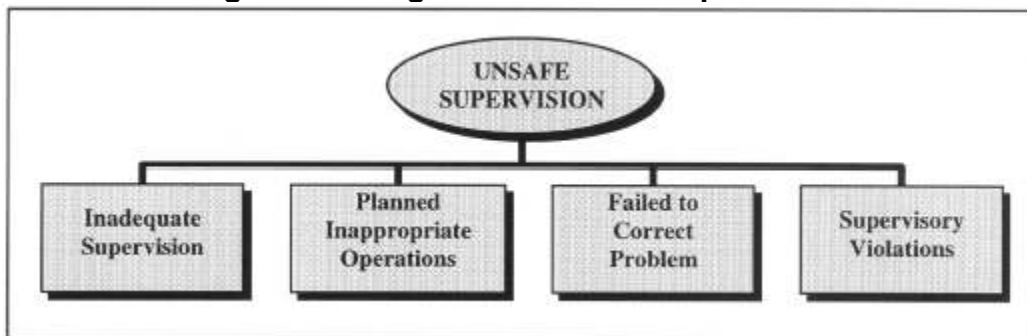 UNSAFE
SUPERVISION
Inadequate
Supervision
Planned
Inappropriate
Operations
Failed to
Correct
Problem
Supervisory
Violations